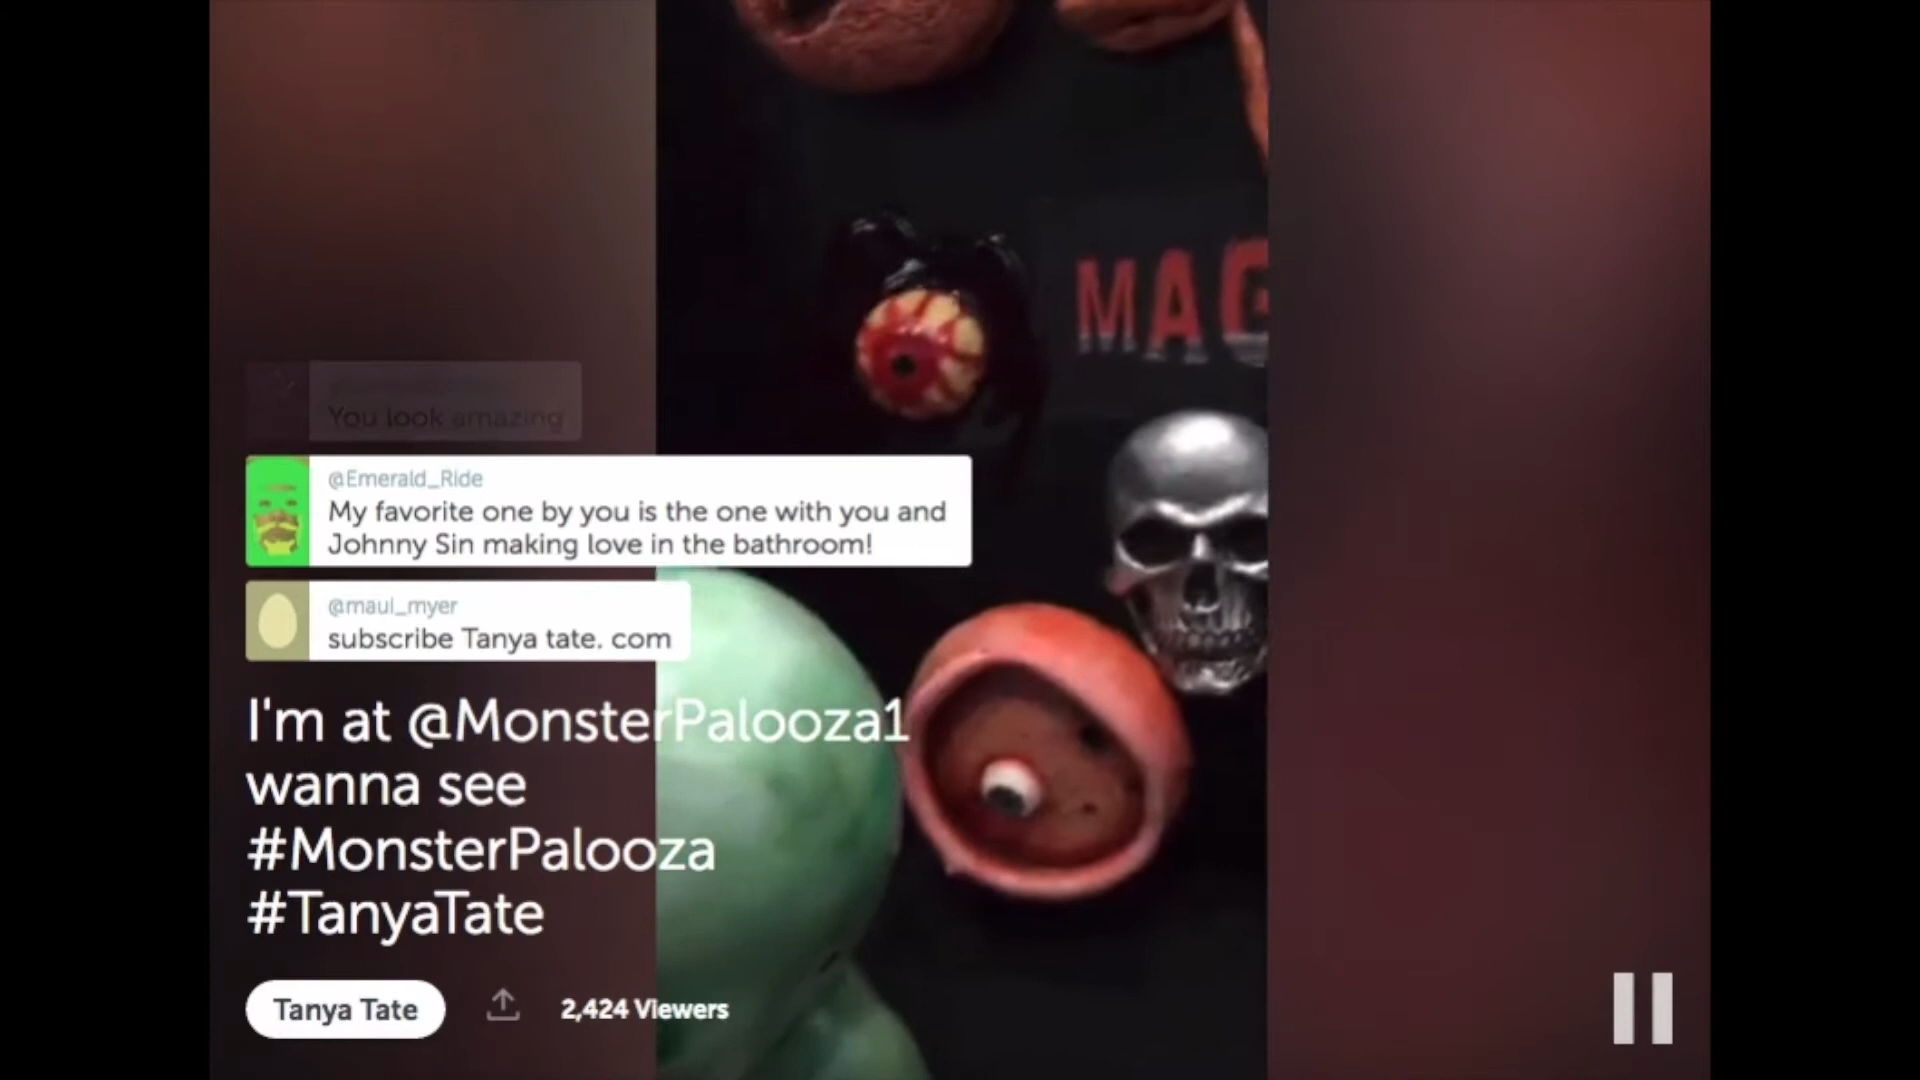 MAG
You look amazing
@Emerald_Ride
My favorite one by you is the one with you and
Johnny Sin making love in the bathroom!
@maul_myer
subscribe Tanya tate. com
I'm at @MonsterPalooza1
wanna see
#MonsterPalooza
#TanyaTate
Tanya Tate
2,424 Viewers